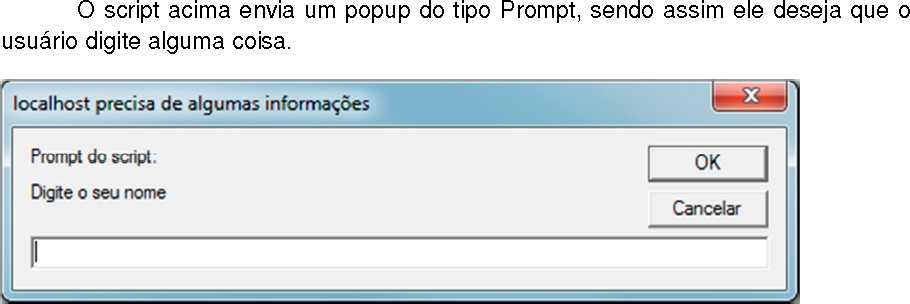 O script acima envia um popup do tipo Prompt, sendo assim ele deseja que o
usuário digite alguma coisa.
localhost precisa de algumas informações
Prompt do script:
OK
Digite o seu nome
Cancelar